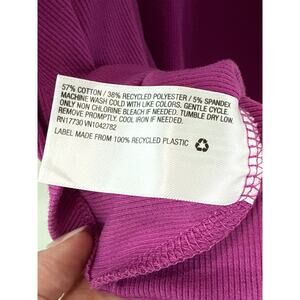 57% COTTON / 38% RECYCLED POLYESTER / 5% SPANDEX
MACHINE WASH COLD WITH LIKE COLORS, GENTLE CYCLE.
ONLY NON CHLORINE BLEACH IF NEEDED. TUMBLE DRY LOW.
REMOVE PROMPTLY, COOL IRON IF NEEDED.
RN17730 VN1042782
LABEL MADE FROM 100% RECYCLED PLASTIC